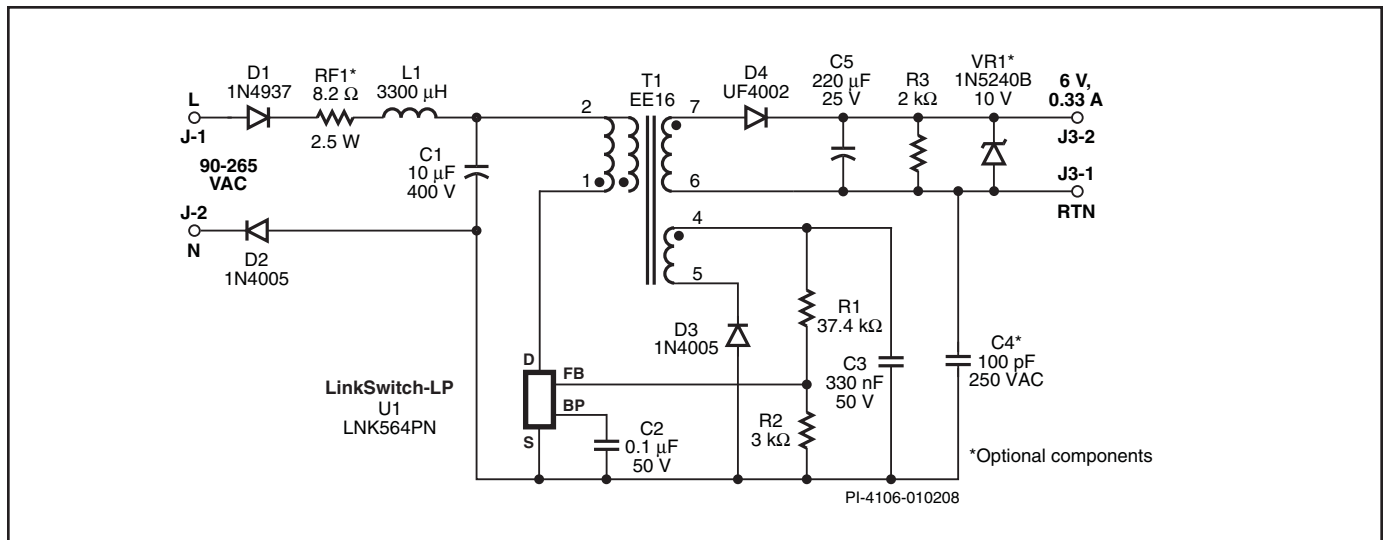 L
J-1
90-265
VAC
J-2
N
D1
1N4937
RF1*
8.2 Ω
2.5 W
L1
3300 μH
C1
10 μF
400 V
D2
1N4005
T1
EE16
2
1
7
6
4
5
D4
UF4002
C5
220 μF
25 V
R3
2 kΩ
VR1*
1N5240B
10 V
6 V,
0.33 A
J3-2
J3-1
RTN
D3
1N4005
R1
37.4 kΩ
C3
330 nF
50 V
R2
3 kΩ
C4*
100 pF
250 VAC
LinkSwitch-LP
U1
LNK564PN
D
FB
BP
S
C2
0.1 μF
50 V
*Optional components
PI-4106-010208